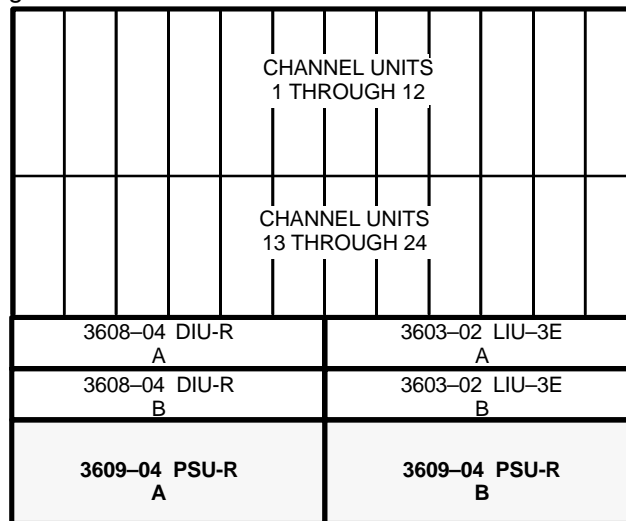 CHANNEL UNITS
1 THROUGH 12
CHANNEL UNITS
13 THROUGH 24
3608–04 DIU-R
A
3603–02 LIU–3E
A
3608–04 DIU-R
B
3603–02 LIU–3E
B
3609–04 PSU-R
A
3609–04 PSU-R
B